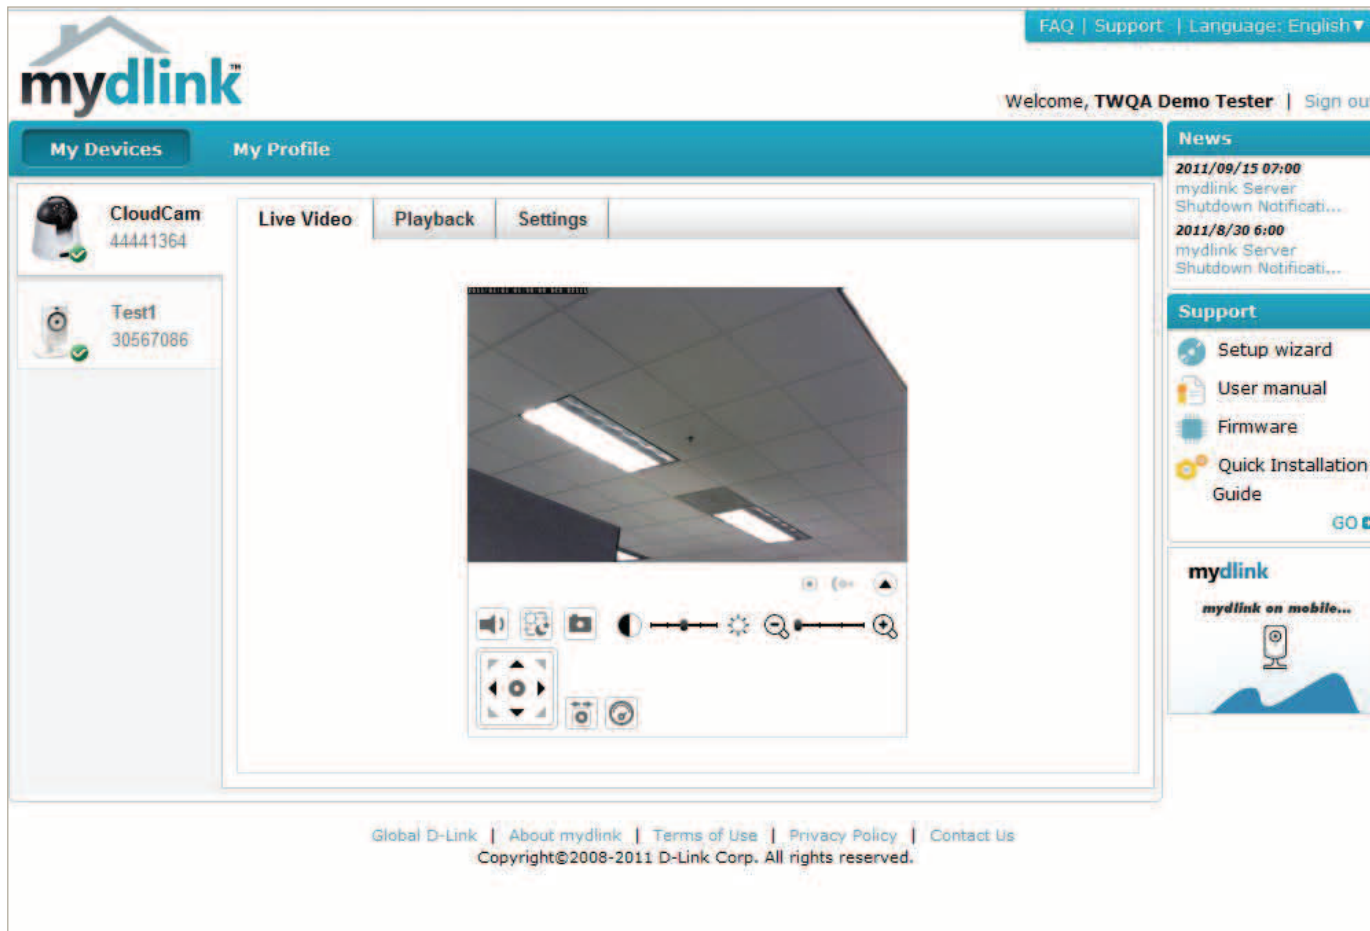 FAQ | Support | Language: English▼
mydlink™
Welcome, TWQA Demo Tester | Sign ou
My Devices
My Profile
CloudCam
44441364
Test1
30567086
Live Video
Playback
Settings
News
2011/09/15 07:00
mydlink Server
Shutdown Notificati...
2011/8/30 6:00
mydlink Server
Shutdown Notificati...
Support
Setup wizard
User manual
Firmware
Quick Installation
Guide
GO
mydlink
mydlink on mobile...
Global D-Link | About mydlink | Terms of Use | Privacy Policy | Contact Us
Copyright©2008-2011 D-Link Corp. All rights reserved.